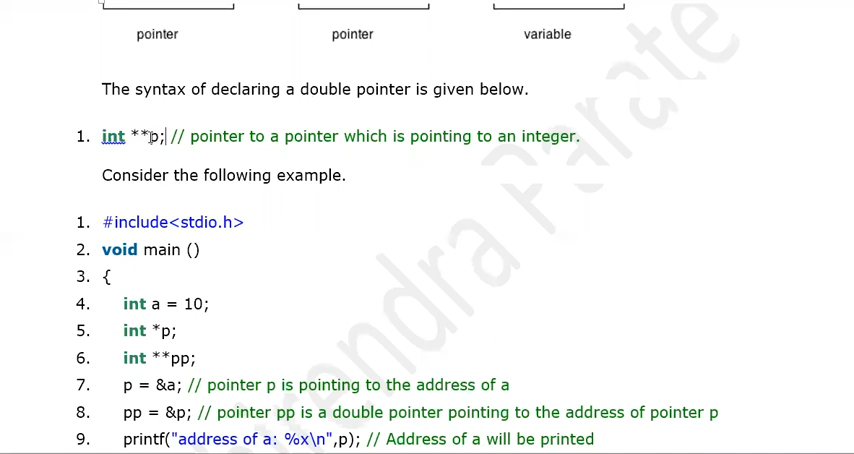 pointer pointer variable
The syntax of declaring a double pointer is given below.
1. int **p; // pointer to a pointer which is pointing to an integer.
Consider the following example.
1. #include<stdio.h>
2. void main ()
3. {
4. int a = 10;
5. int *p;
6. int **pp;
7. p = &a; // pointer p is pointing to the address of a
8. pp = &p; // pointer pp is a double pointer pointing to the address of pointer p
9. printf("address of a: %x\n",p); // Address of a will be printed